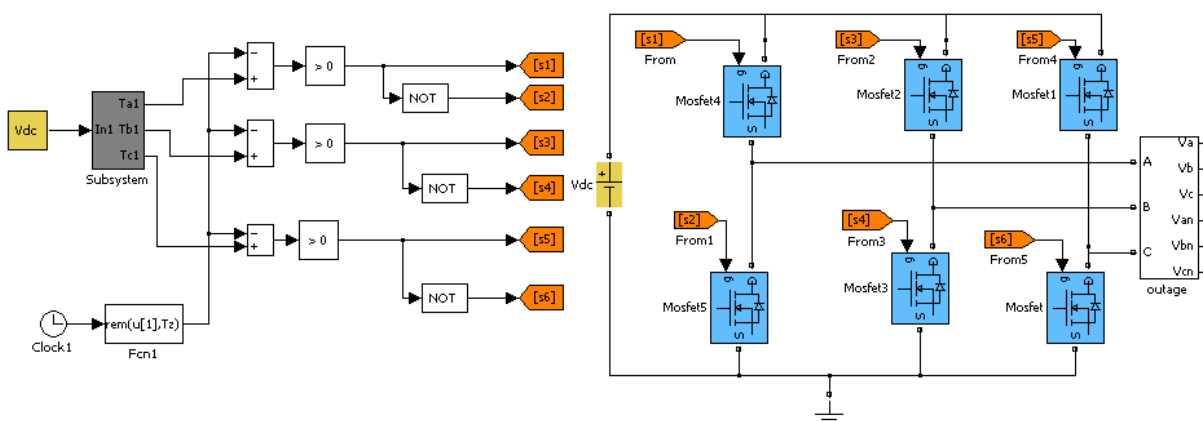 Vdc
In1
Ta1
Tb1
Tc1
Subsystem
Clock1
rem(u[1],Tz)
Fcn1
−
+
> 0
NOT
[s1]
[s2]
−
+
> 0
NOT
[s3]
[s4]
−
+
> 0
NOT
[s5]
[s6]
Vdc
+
[s1]
From
g
D
S
Mosfet4
[s3]
From2
g
D
S
Mosfet2
[s5]
From4
g
D
S
Mosfet1
[s2]
From1
g
D
S
Mosfet5
[s4]
From3
g
D
S
Mosfet3
[s6]
From5
g
D
S
Mosfet
A
B
C
Va
Vb
Vc
Van
Vbn
Vcn
outage